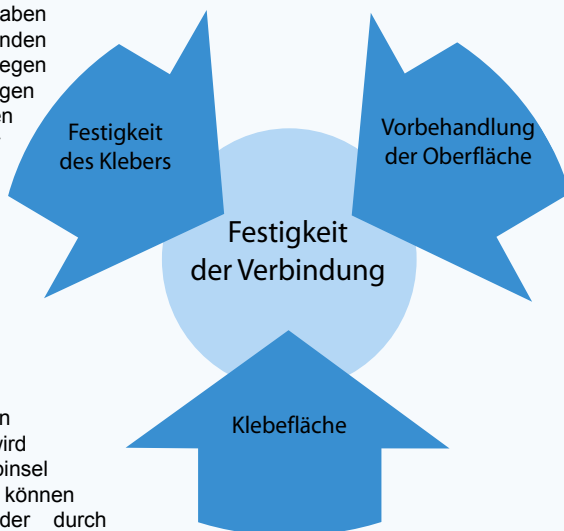 aben
nden
egen
gen
en
Festigkeit
des Klebers
Vorbehandlung
der Oberfläche
Festigkeit
der Verbindung
Klebefläche
n
vird
pinsel
können
der durch